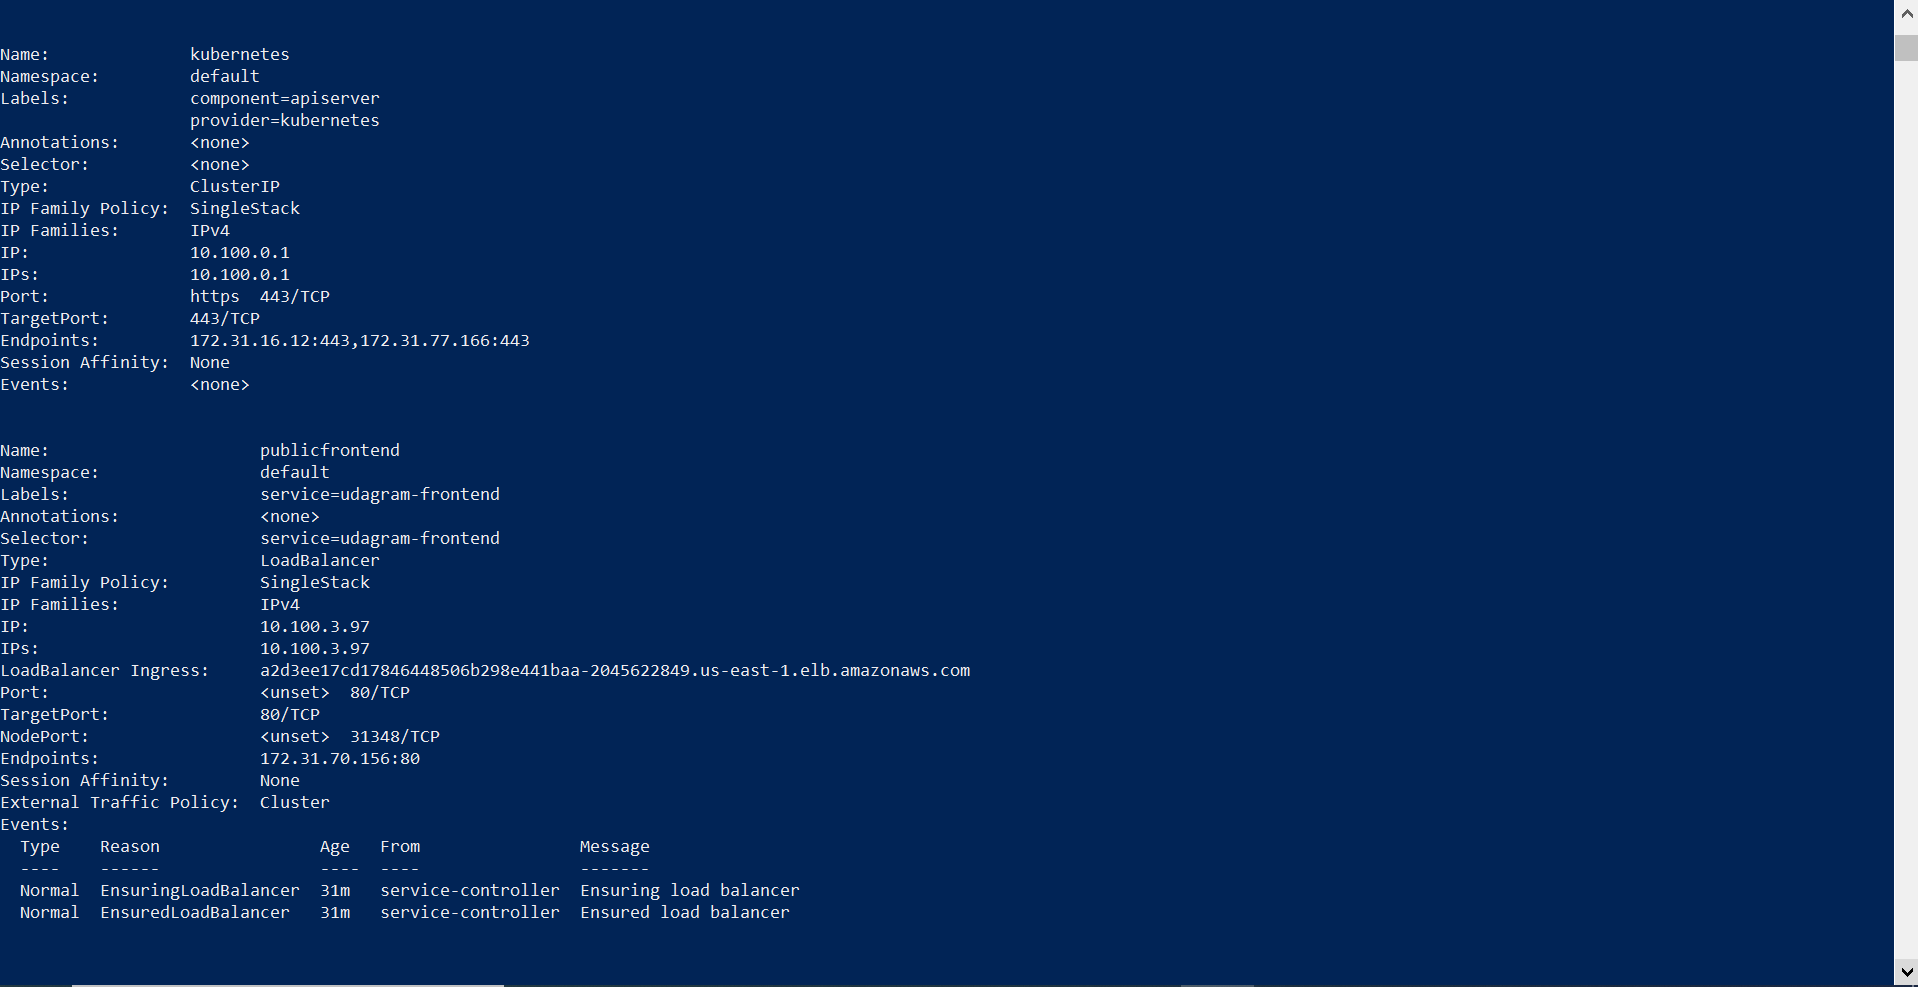 Name:              kubernetes
Namespace:         default
Labels:            component=apiserver
                   provider=kubernetes
Annotations:       <none>
Selector:          <none>
Type:              ClusterIP
IP Family Policy:  SingleStack
IP Families:       IPv4
IP:                10.100.0.1
IPs:               10.100.0.1
Port:              https  443/TCP
TargetPort:        443/TCP
Endpoints:         172.31.16.12:443,172.31.77.166:443
Session Affinity:  None
Events:            <none>
Name:                     publicfrontend
Namespace:                default
Labels:                   service=udagram-frontend
Annotations:              <none>
Selector:                 service=udagram-frontend
Type:                     LoadBalancer
IP Family Policy:         SingleStack
IP Families:              IPv4
IP:                       10.100.3.97
IPs:                      10.100.3.97
LoadBalancer Ingress:     a2d3ee17cd17846448506b298e441baa-2045622849.us-east-1.elb.amazonaws.com
Port:                     <unset>  80/TCP
TargetPort:               80/TCP
NodePort:                 <unset>  31348/TCP
Endpoints:                172.31.70.156:80
Session Affinity:         None
External Traffic Policy:  Cluster
Events:
  Type    Reason                Age   From                Message
  ----    ------                ----  ----                -------
  Normal  EnsuringLoadBalancer  31m   service-controller  Ensuring load balancer
  Normal  EnsuredLoadBalancer   31m   service-controller  Ensured load balancer